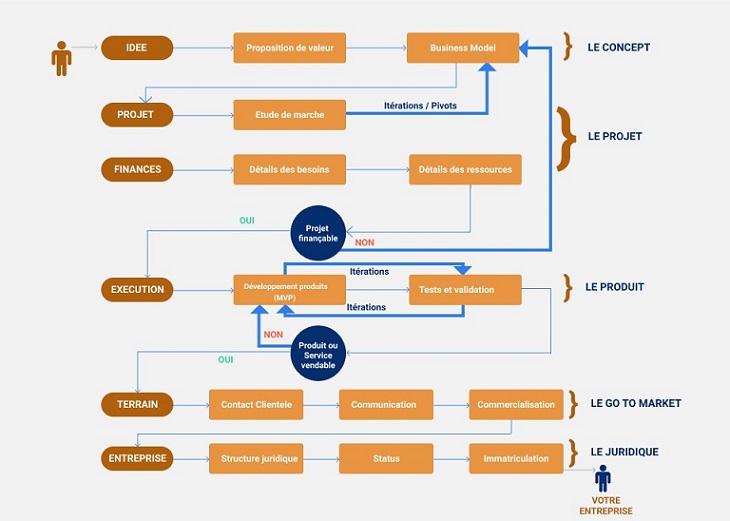 IDEE
Proposition de valeur
Business Model
LE CONCEPT
PROJET
Etude de marche
Itérations / Pivots
LE PROJET
FINANCES
Détails des besoins
Détails des ressources
OUI
Projet
finançable
NON
EXECUTION
Développement produits
(MVP)
Itérations
Itérations
Tests et validation
LE PRODUIT
NON
Produit ou
Service
vendable
OUI
TERRAIN
Contact Clientele
Communication
Commercialisation
LE GO TO MARKET
ENTREPRISE
Structure juridique
Status
Immatriculation
LE JURIDIQUE
VOTRE
ENTREPRISE